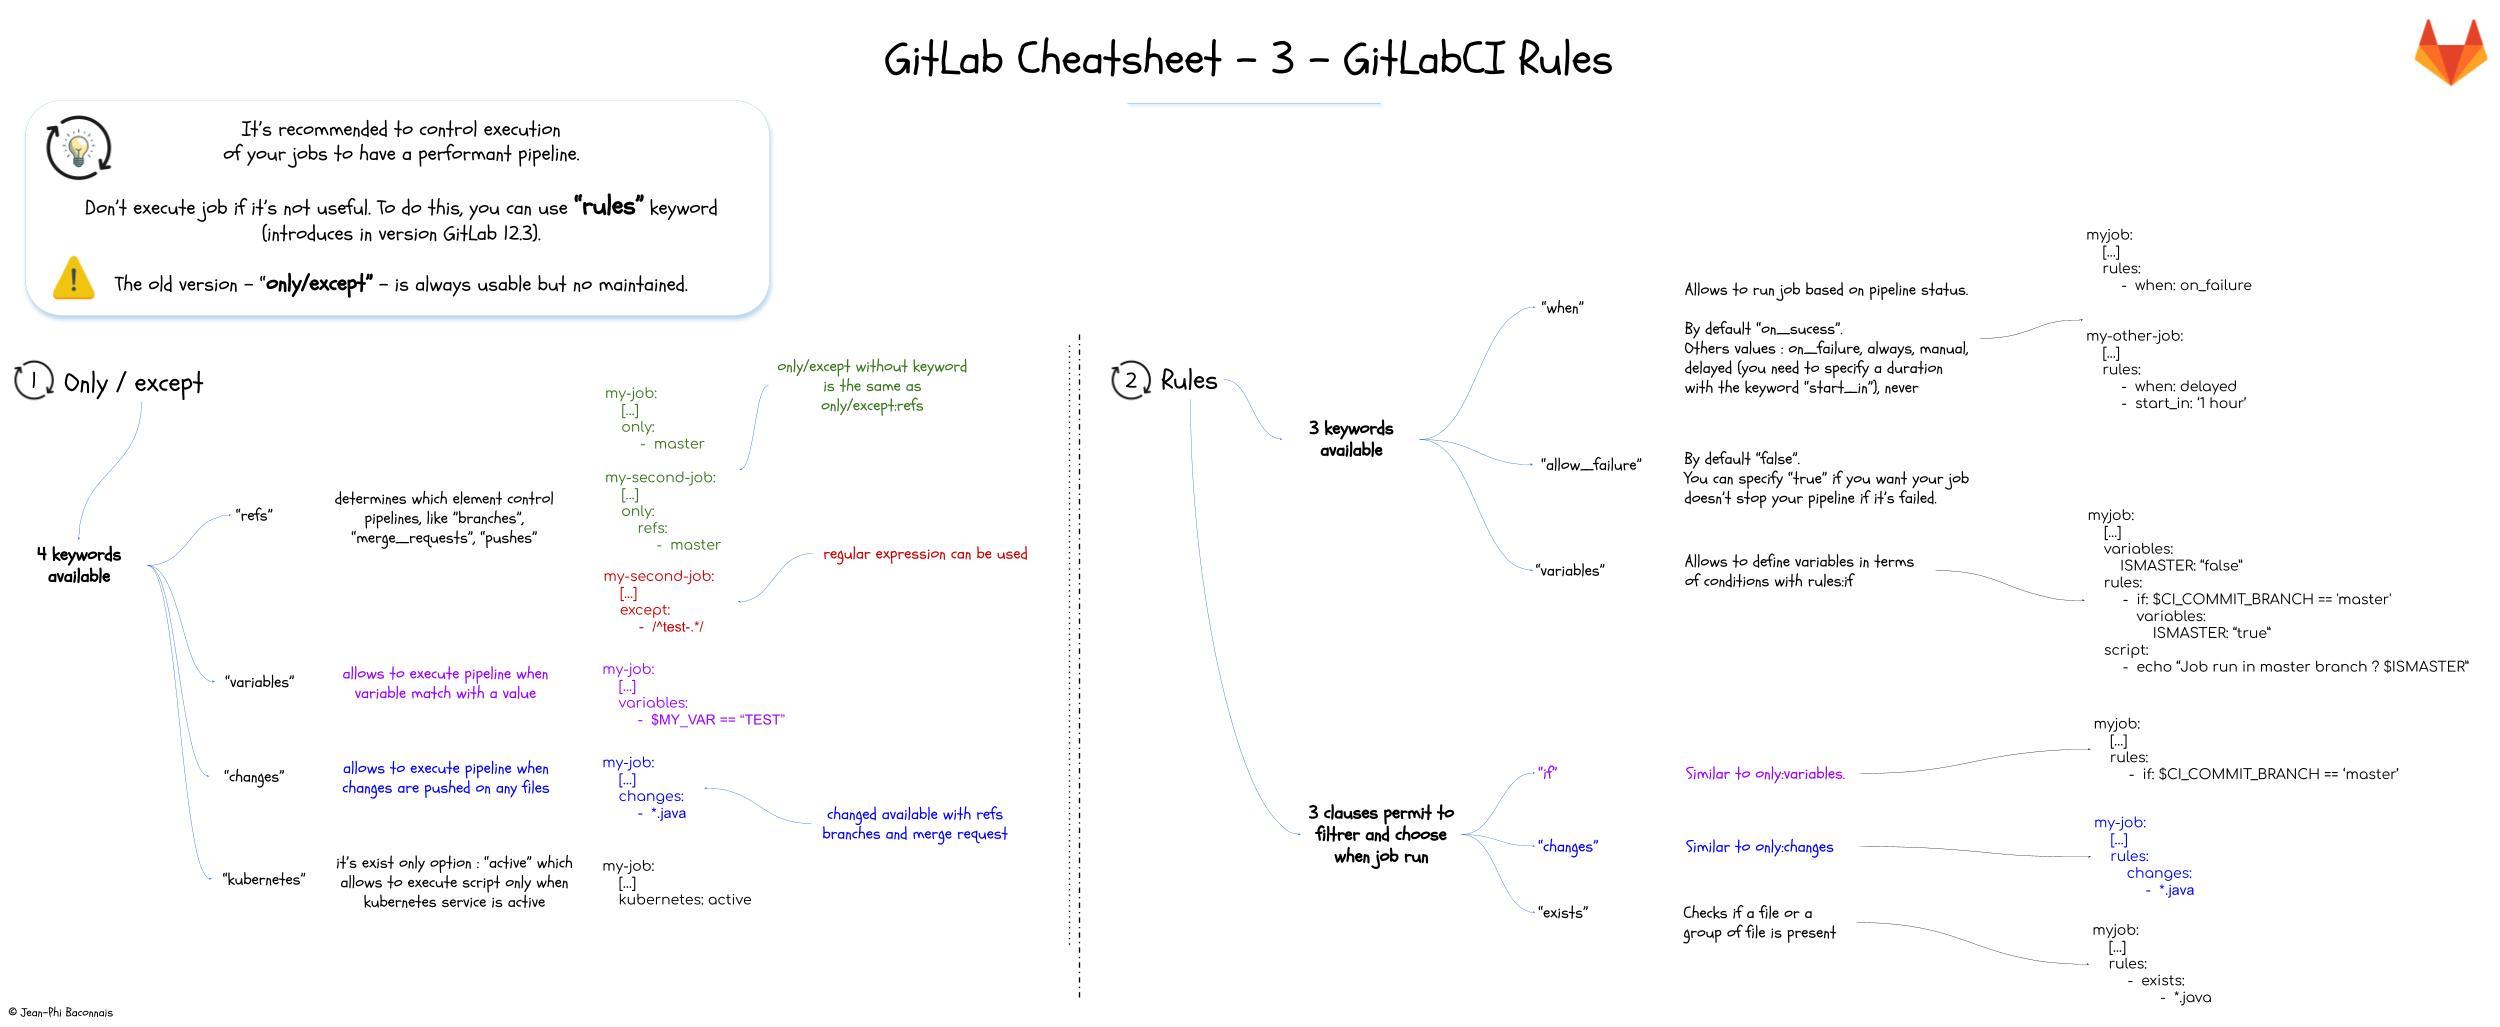 GitLab Cheatsheet - 3 - GitLabCI Rules
It's recommended to control execution
of your jobs to have a performant pipeline.
Don't execute job if it's not useful. To do this, you can use "rules" keyword
(introduces in version GitLab 12.3).
The old version - "only/except" - is always usable but no maintained.
1 Only / except
4 keywords
available
"refs"
determines which element control
pipelines, like "branches",
"merge_requests", "pushes"
my-job:
[...]
only:
- master
my-second-job:
[...]
only:
refs:
- master
only/except without keyword
is the same as
only/except:refs
my-second-job:
[...]
except:
- /^test-.*/
regular expression can be used
"variables"
allows to execute pipeline when
variable match with a value
my-job:
[...]
variables:
- $MY_VAR == "TEST"
"changes"
allows to execute pipeline when
changes are pushed on any files
my-job:
[...]
changes:
- *.java
changed available with refs
branches and merge request
"kubernetes"
it's exist only option : "active" which
allows to execute script only when
kubernetes service is active
my-job:
[...]
kubernetes: active
2 Rules
3 keywords
available
"when"
Allows to run job based on pipeline status.
By default "on_sucess".
Others values : on_failure, always, manual,
delayed (you need to specify a duration
with the keyword "start_in"), never
myjob:
[...]
rules:
- when: on_failure
my-other-job:
[...]
rules:
- when: delayed
- start_in: '1 hour'
"allow_failure"
By default "false".
You can specify "true" if you want your job
doesn't stop your pipeline if it's failed.
"variables"
Allows to define variables in terms
of conditions with rules:if
myjob:
[...]
variables:
ISMASTER: "false"
rules:
- if: $CI_COMMIT_BRANCH == 'master'
variables:
ISMASTER: "true"
script:
- echo "Job run in master branch ? $ISMASTER"
3 clauses permit to
filtrer and choose
when job run
"if"
Similar to only:variables.
myjob:
[...]
rules:
- if: $CI_COMMIT_BRANCH == 'master'
"changes"
Similar to only:changes
my-job:
[...]
rules:
changes:
- *.java
"exists"
Checks if a file or a
group of file is present
myjob:
[...]
rules:
- exists:
- *.java
© Jean-Phi Baconnais